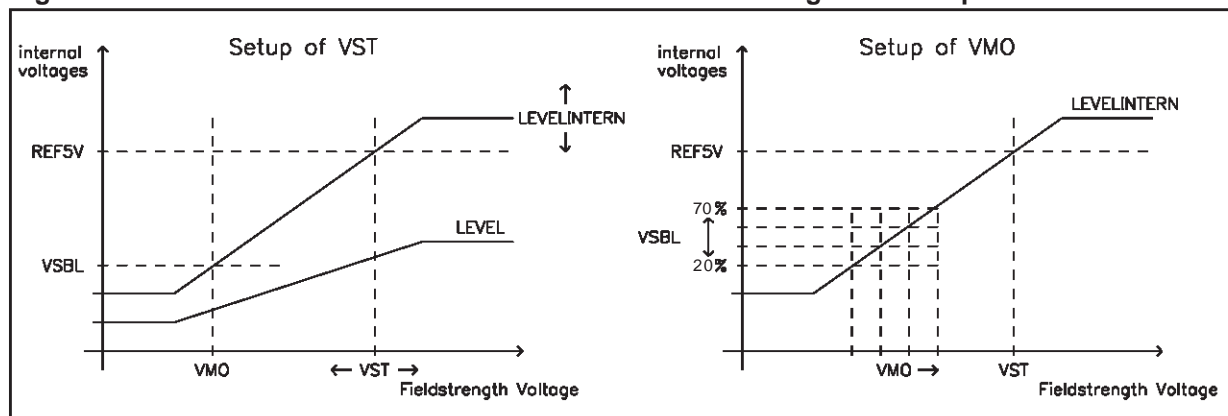 Setup of VST
internal
voltages
LEVELINTERN
REF5V
LEVEL
VSBL
VMO
VST
Fieldstrength Voltage
Setup of VMO
internal
voltages
LEVELINTERN
REF5V
70%
VSBL
20%
VMO
VST
Fieldstrength Voltage